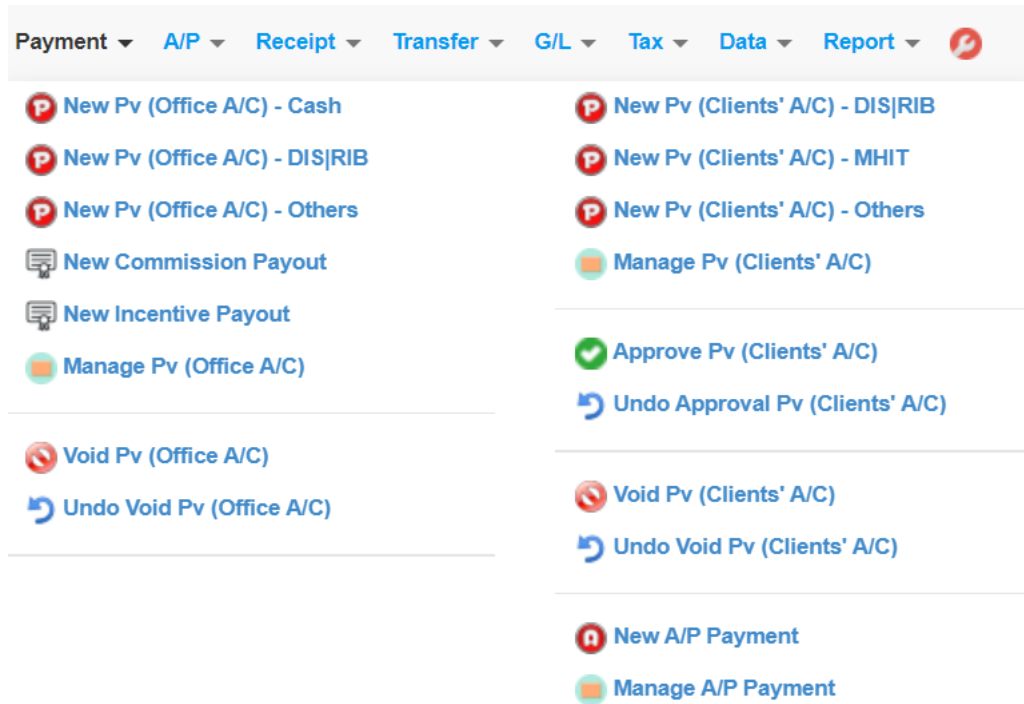 Payment A/P Receipt Transfer G/L Tax Data Report
New Pv (Office A/C) - Cash
New Pv (Office A/C) - DIS|RIB
New Pv (Office A/C) - Others
New Commission Payout
New Incentive Payout
Manage Pv (Office A/C)
Void Pv (Office A/C)
Undo Void Pv (Office A/C)
New Pv (Clients' A/C) - DIS|RIB
New Pv (Clients' A/C) - MHIT
New Pv (Clients' A/C) - Others
Manage Pv (Clients' A/C)
Approve Pv (Clients' A/C)
Undo Approval Pv (Clients' A/C)
Void Pv (Clients' A/C)
Undo Void Pv (Clients' A/C)
New A/P Payment
Manage A/P Payment